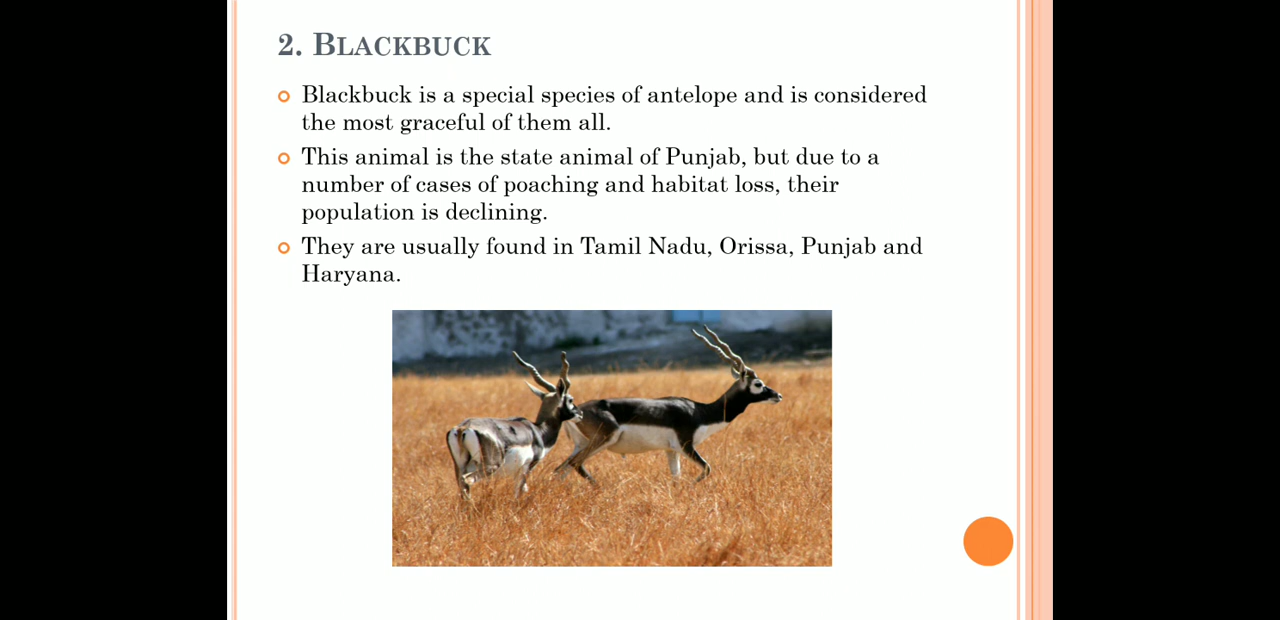 2. BLACKBUCK
Blackbuck is a special species of antelope and is considered
the most graceful of them all.
This animal is the state animal of Punjab, but due to a
number of cases of poaching and habitat loss, their
population is declining.
They are usually found in Tamil Nadu, Orissa, Punjab and
Haryana.